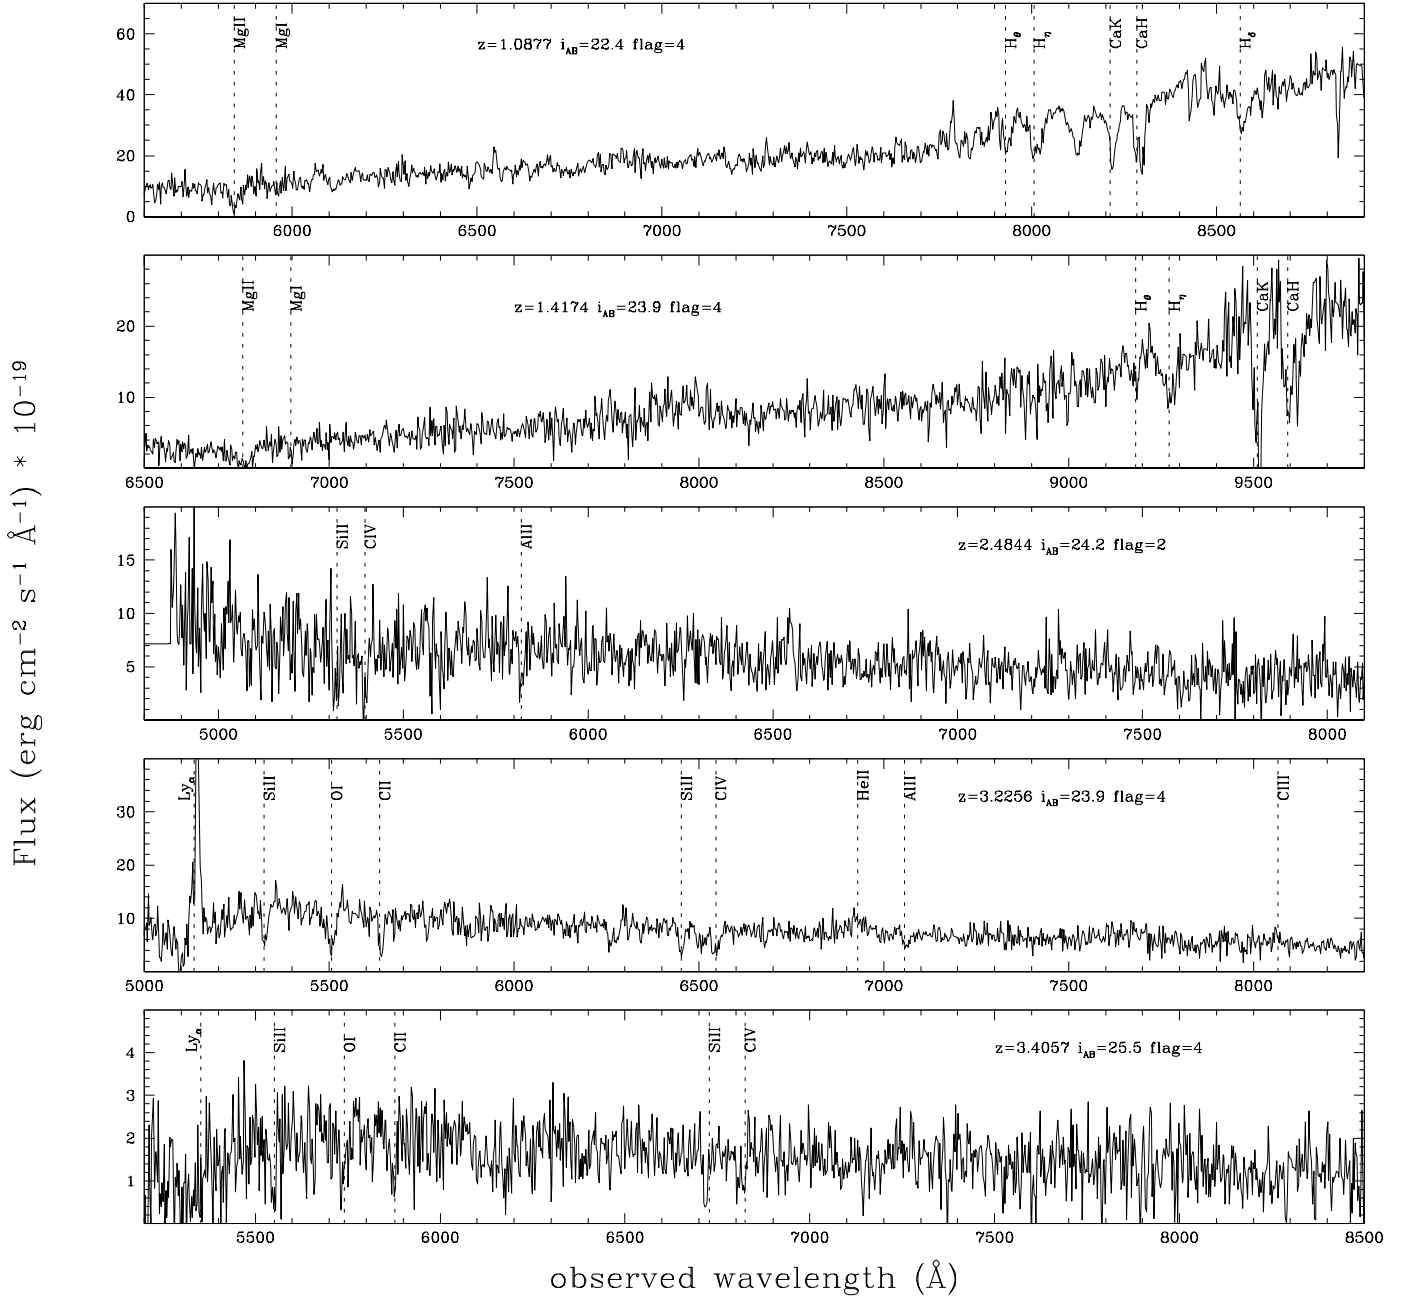 Flux (erg cm⁻² s⁻¹ Å⁻¹) * 10⁻¹⁹
MgII MgI z=1.0877 i_AB=22.4 flag=4 H_θ H_η CaK CaH H_δ
60
40
20
0
6000 6500 7000 7500 8000 8500
MgII MgI z=1.4174 i_AB=23.9 flag=4 H_θ H_η CaK CaH
20
10
6500 7000 7500 8000 8500 9000 9500
SiII CIV AlII z=2.4844 i_AB=24.2 flag=2
15
10
5
5000 5500 6000 6500 7000 7500 8000
Ly_α SiII OI CII SiII CIV HeII AlII z=3.2256 i_AB=23.9 flag=4 CIII
30
20
10
5000 5500 6000 6500 7000 7500 8000
Ly_α SiII OI CII SiII CIV z=3.4057 i_AB=25.5 flag=4
4
3
2
1
5500 6000 6500 7000 7500 8000 8500
observed wavelength (Å)